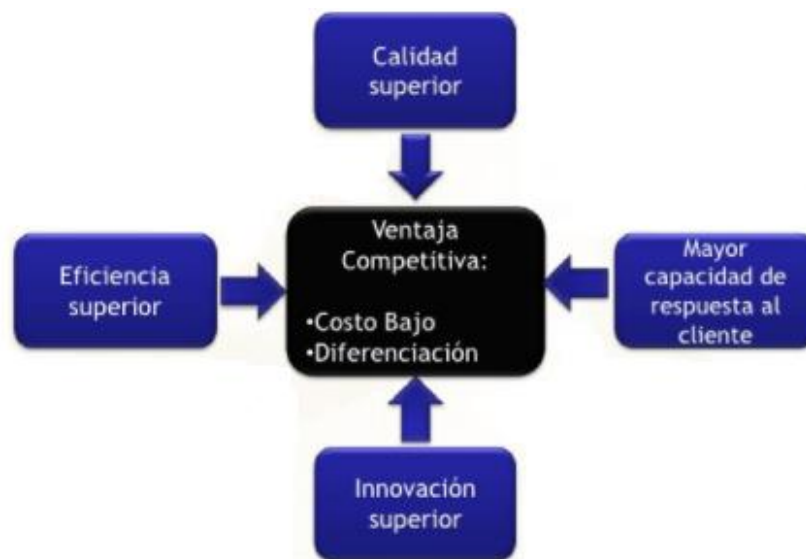 Calidad
superior
Ventaja
Competitiva:
•Costo Bajo
•Diferenciación
Eficiencia
superior
Mayor
capacidad de
respuesta al
cliente
Innovación
superior